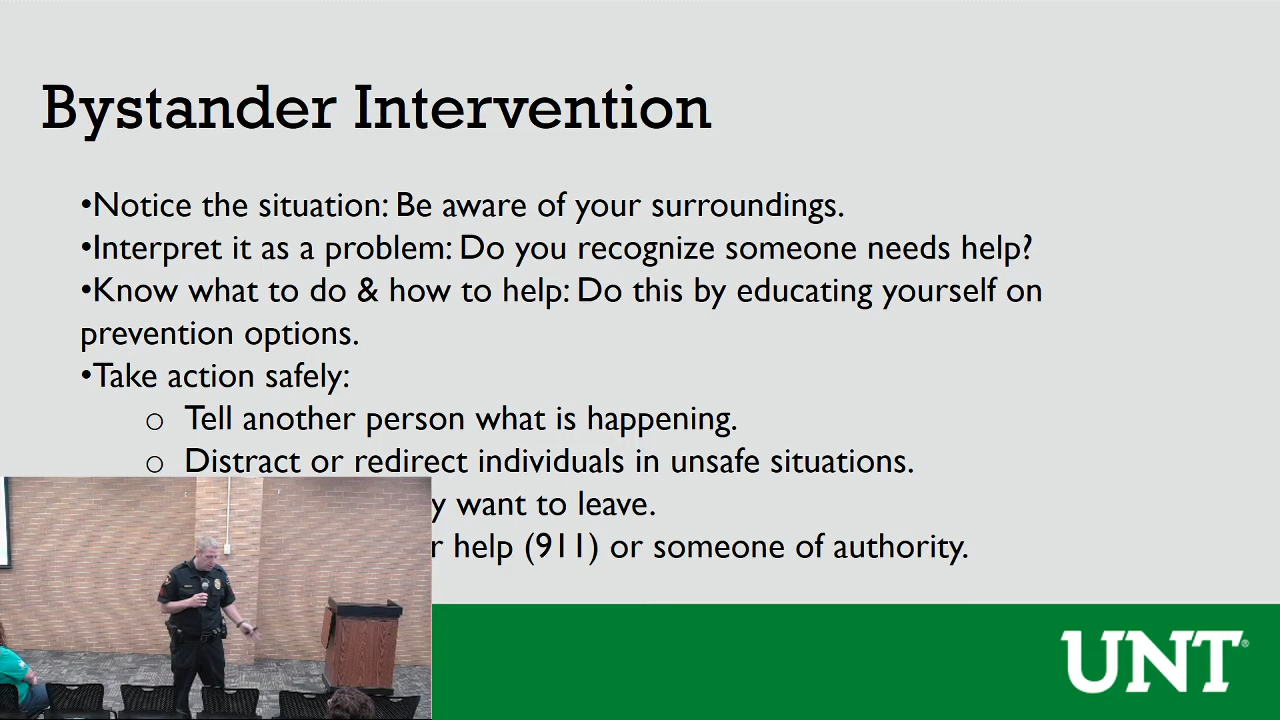 Bystander Intervention
•Notice the situation: Be aware of your surroundings.
•Interpret it as a problem: Do you recognize someone needs help?
•Know what to do & how to help: Do this by educating yourself on
prevention options.
•Take action safely:
o Tell another person what is happening.
o Distract or redirect individuals in unsafe situations.
want to leave.
help (911) or someone of authority.
UNT®